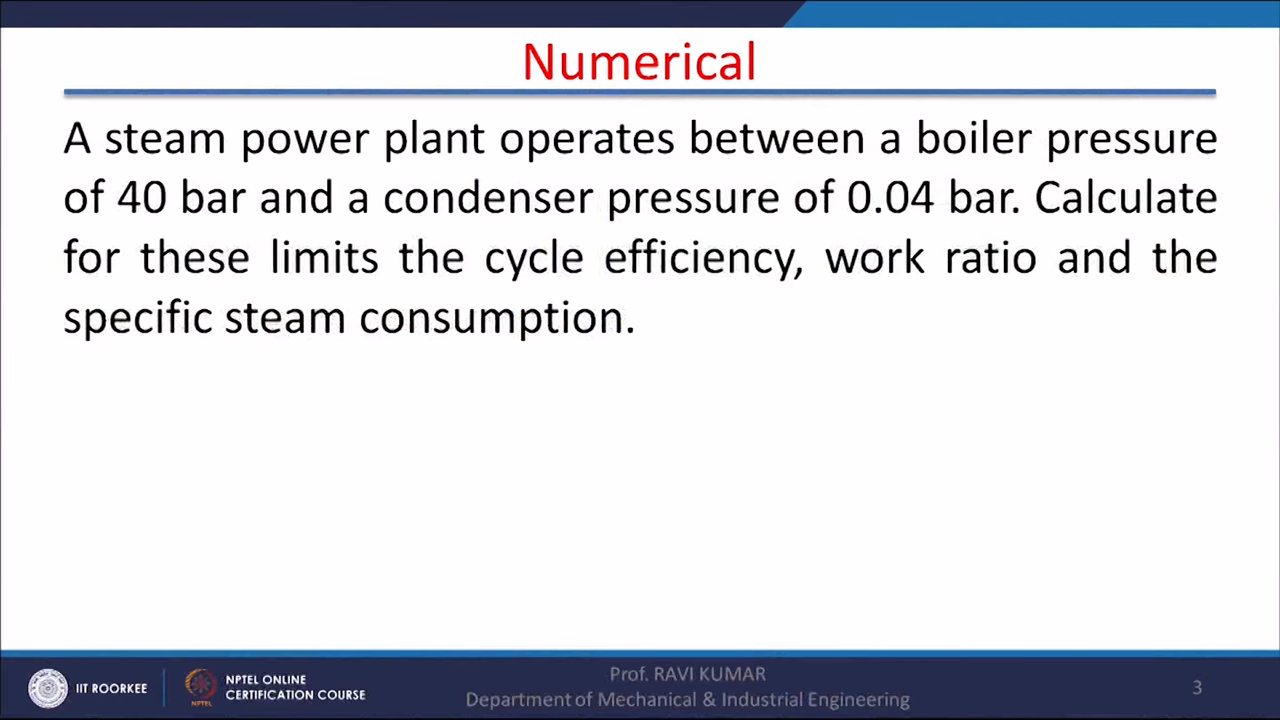 Numerical
A steam power plant operates between a boiler pressure
of 40 bar and a condenser pressure of 0.04 bar. Calculate
for these limits the cycle efficiency, work ratio and the
specific steam consumption.
IIT ROORKEE
NPTEL
NPTEL ONLINE
CERTIFICATION COURSE
Prof. RAVI KUMAR
Department of Mechanical & Industrial Engineering
3